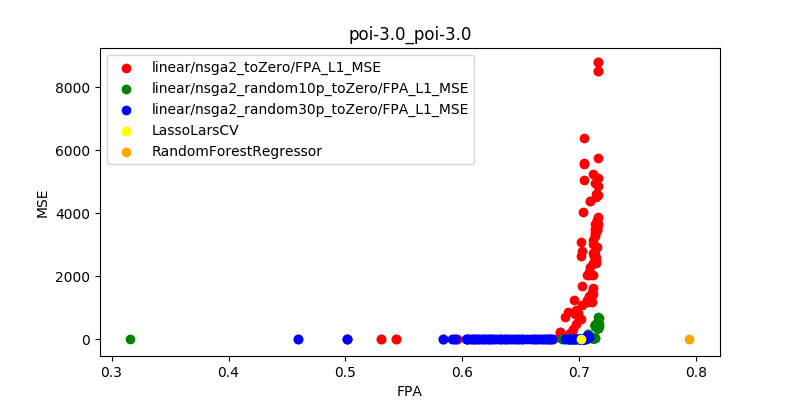 poi-3.0_poi-3.0
linear/nsga2_toZero/FPA_L1_MSE
linear/nsga2_random10p_toZero/FPA_L1_MSE
linear/nsga2_random30p_toZero/FPA_L1_MSE
LassoLarsCV
RandomForestRegressor
MSE
8000
6000
4000
2000
0
0.3 0.4 0.5 0.6 0.7 0.8
FPA